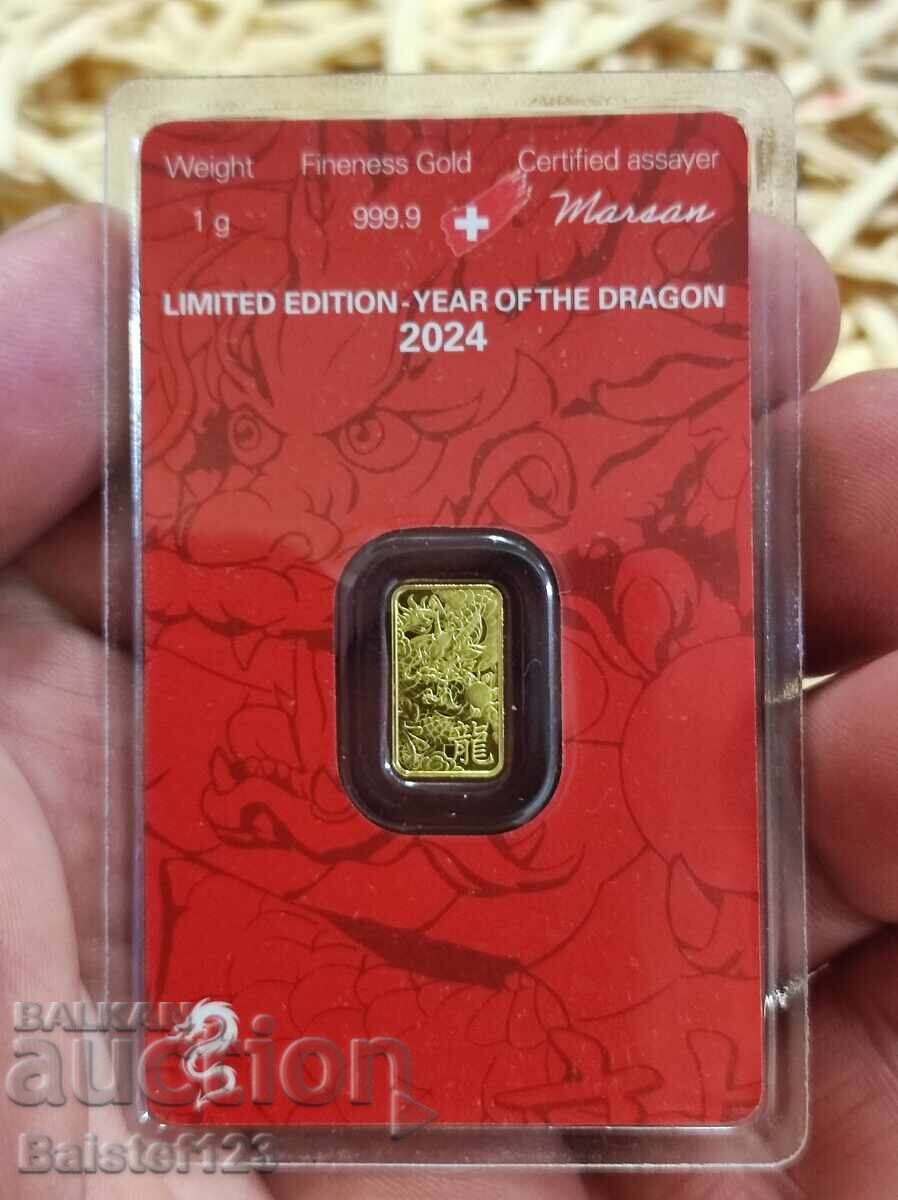 Weight Fineness Gold Certified assayer
1 g 999.9 Marsan
LIMITED EDITION - YEAR OF THE DRAGON
2024
龍
BALKAN
auction
Baistef123